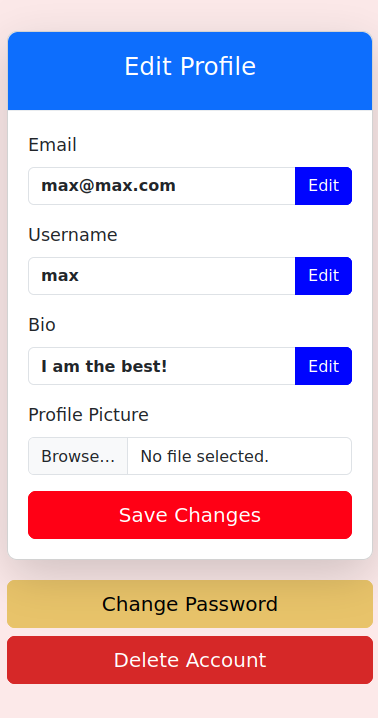 Edit Profile
Email
max@max.com Edit
Username
max Edit
Bio
I am the best! Edit
Profile Picture
Browse... No file selected.
Save Changes
Change Password
Delete Account